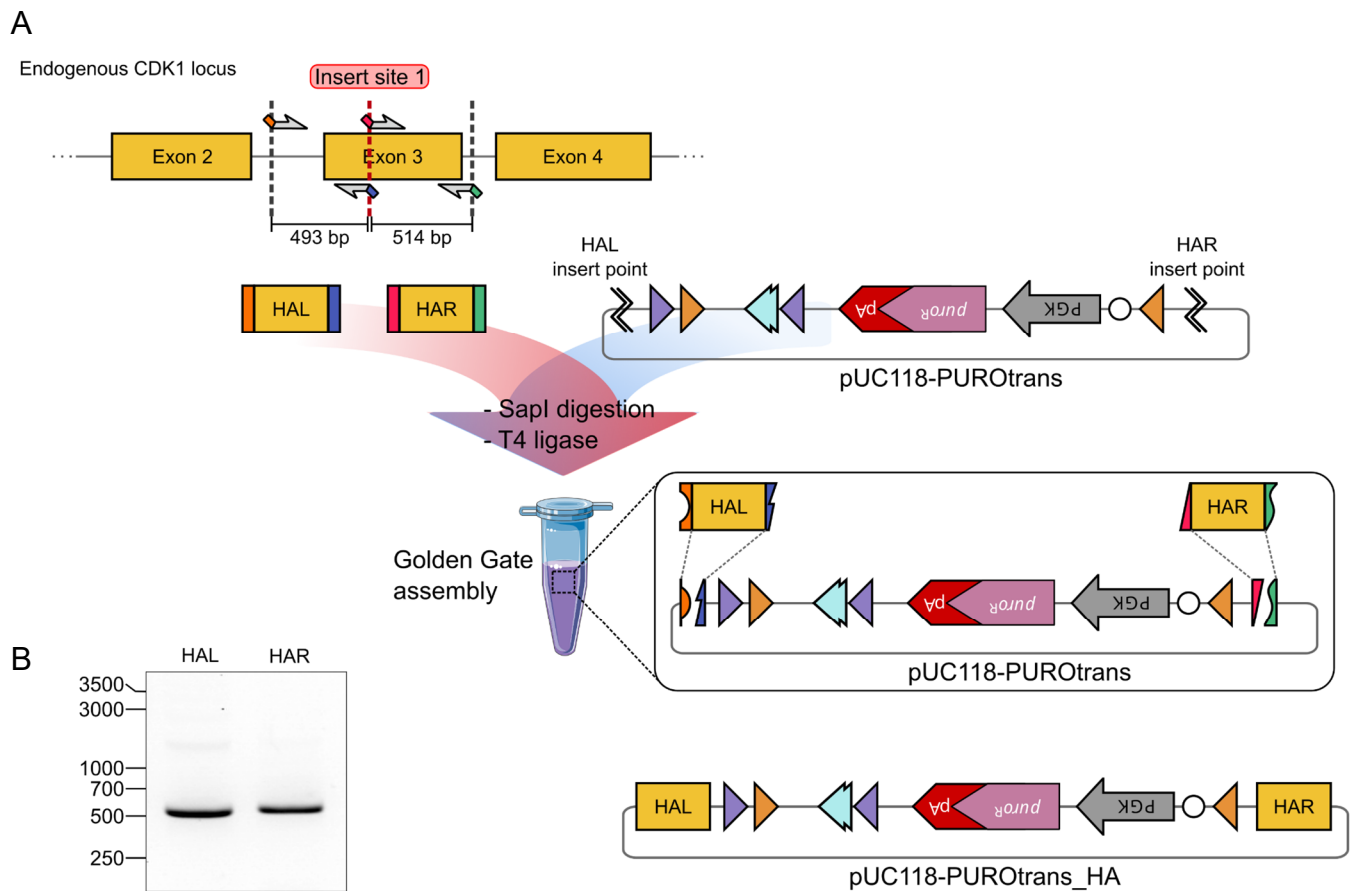 A
Endogenous CDK1 locus
Insert site 1
Exon 2
Exon 3
Exon 4
493 bp
514 bp
HAL
insert point
HAR
insert point
HAL
HAR
pA
puroR
PGK
pUC118-PUROtrans
- SapI digestion
- T4 ligase
Golden Gate
assembly
HAL
HAR
pA
puroR
PGK
pUC118-PUROtrans
B
HAL
HAR
3500
3000
1000
700
500
250
HAL
pA
puroR
PGK
HAR
pUC118-PUROtrans_HA